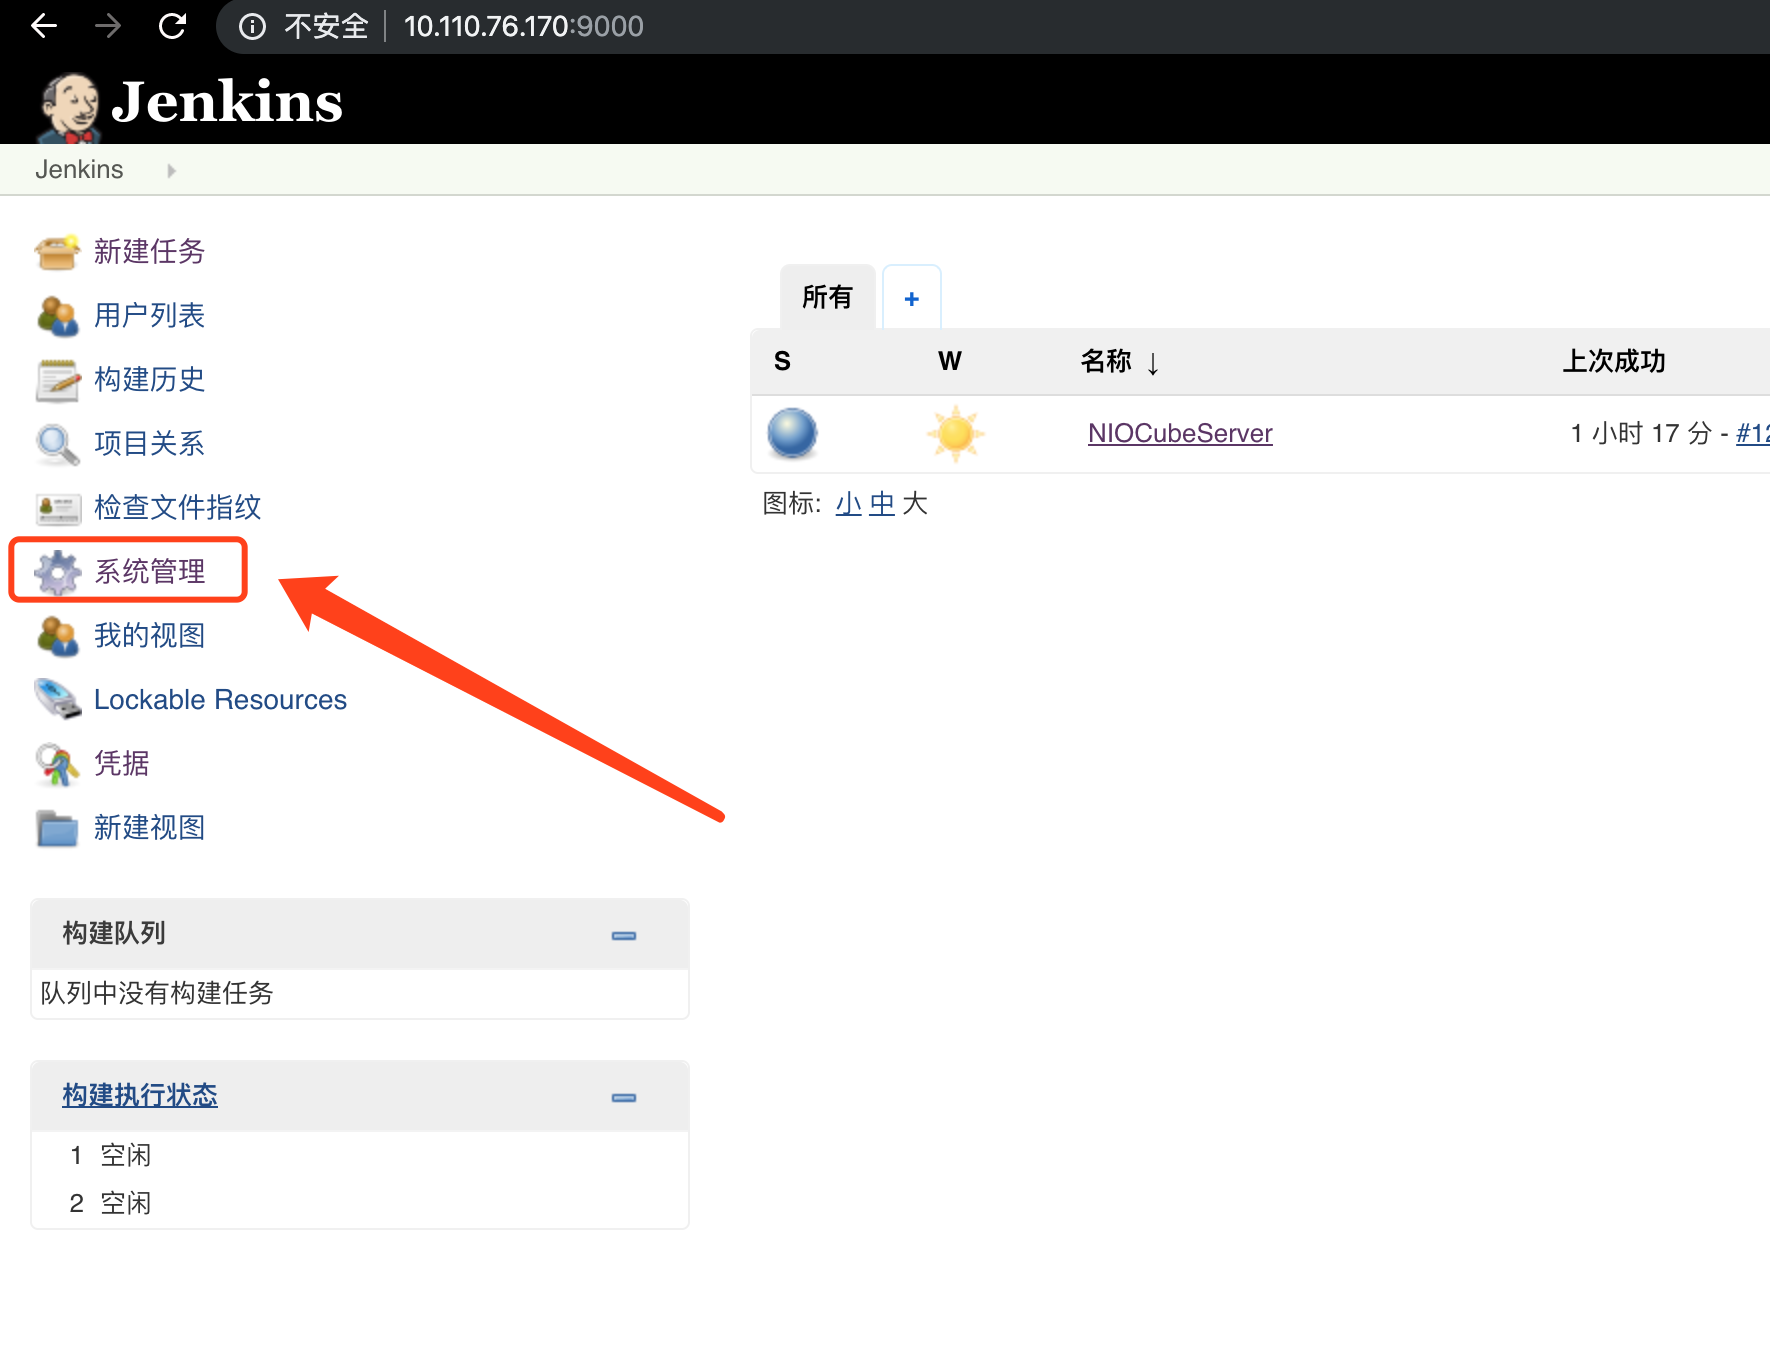 不安全 10.110.76.170:9000
Jenkins
Jenkins
新建任务
用户列表
构建历史
项目关系
检查文件指纹
系统管理
我的视图
Lockable Resources
凭据
新建视图
构建队列
队列中没有构建任务
构建执行状态
1 空闲
2 空闲
所有 +
S W 名称 ↓ 上次成功
NIOCubeServer 1 小时 17 分 - #12
图标: 小 中 大